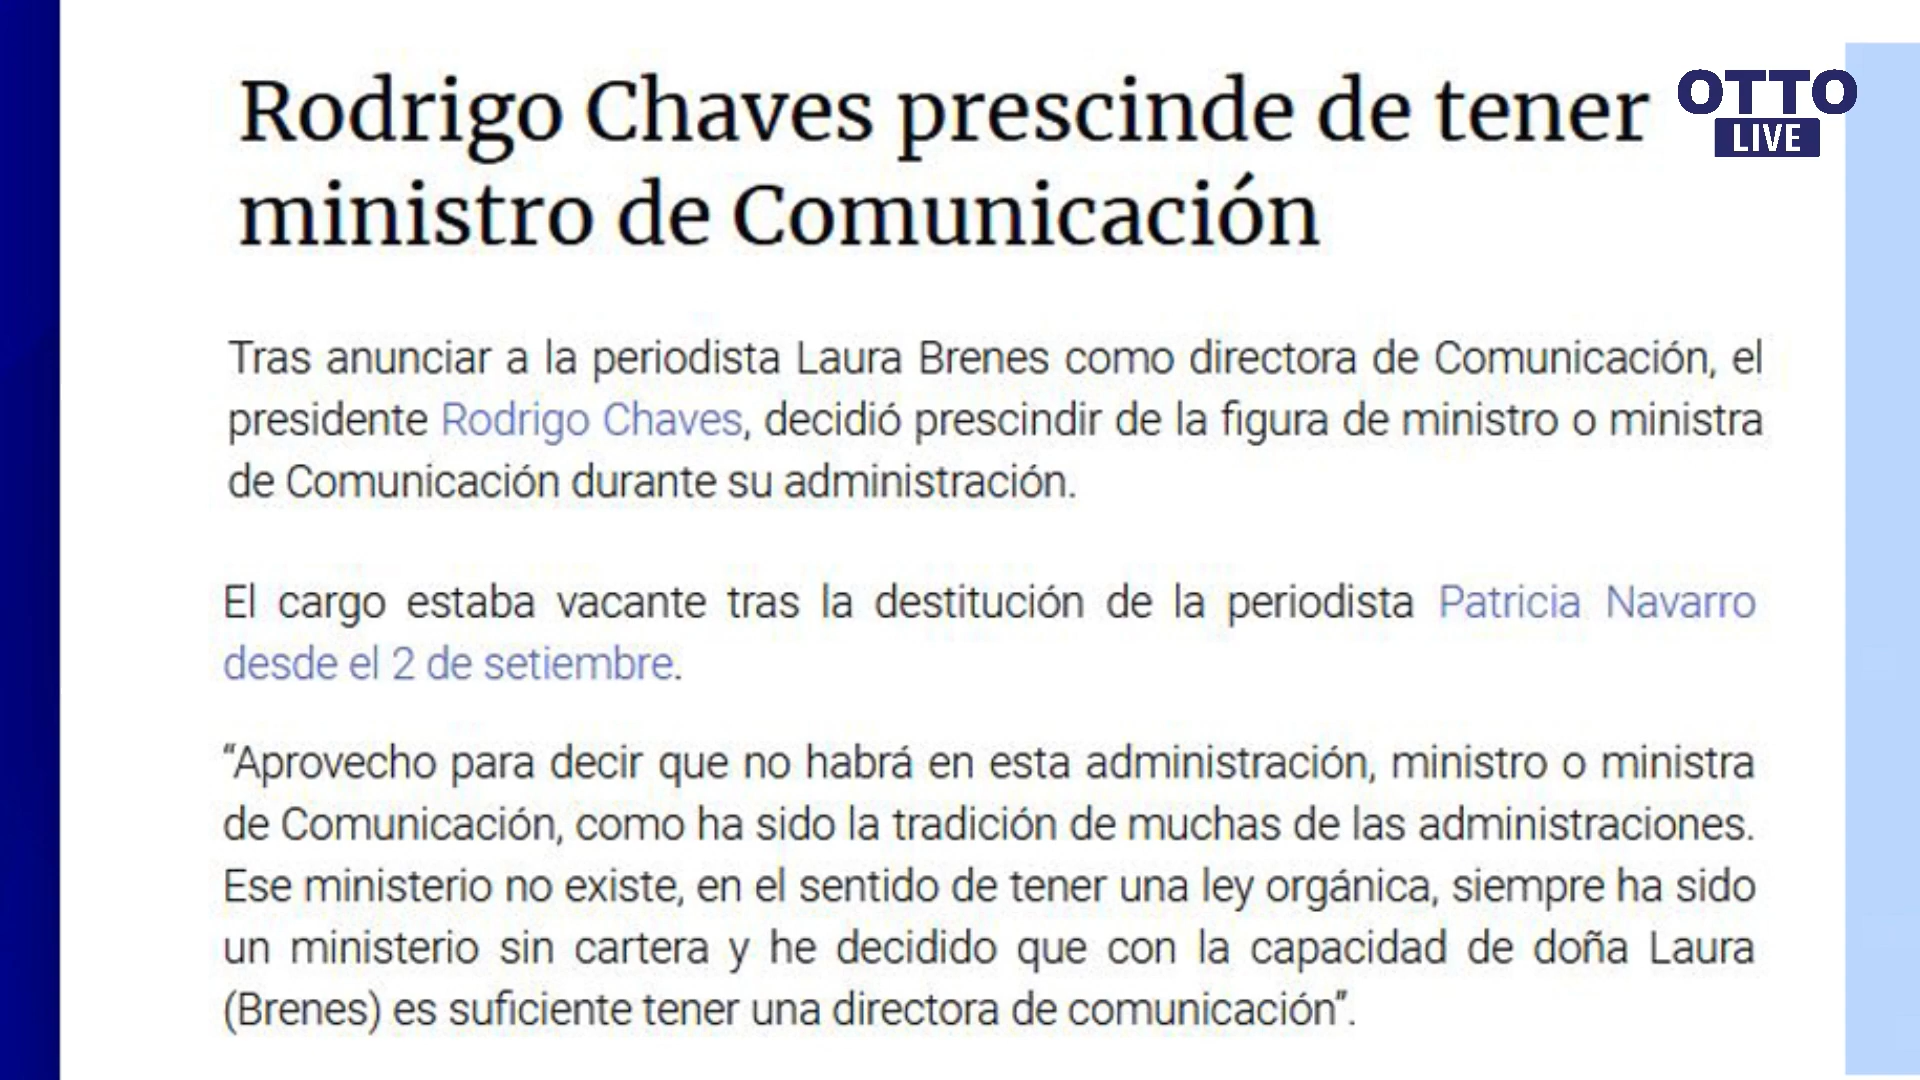 Rodrigo Chaves prescinde de tener
ministro de Comunicación
OTTO
LIVE
Tras anunciar a la periodista Laura Brenes como directora de Comunicación, el
presidente Rodrigo Chaves, decidió prescindir de la figura de ministro o ministra
de Comunicación durante su administración.
El cargo estaba vacante tras la destitución de la periodista Patricia Navarro
desde el 2 de setiembre.
“Aprovecho para decir que no habrá en esta administración, ministro o ministra
de Comunicación, como ha sido la tradición de muchas de las administraciones.
Ese ministerio no existe, en el sentido de tener una ley orgánica, siempre ha sido
un ministerio sin cartera y he decidido que con la capacidad de doña Laura
(Brenes) es suficiente tener una directora de comunicación”.